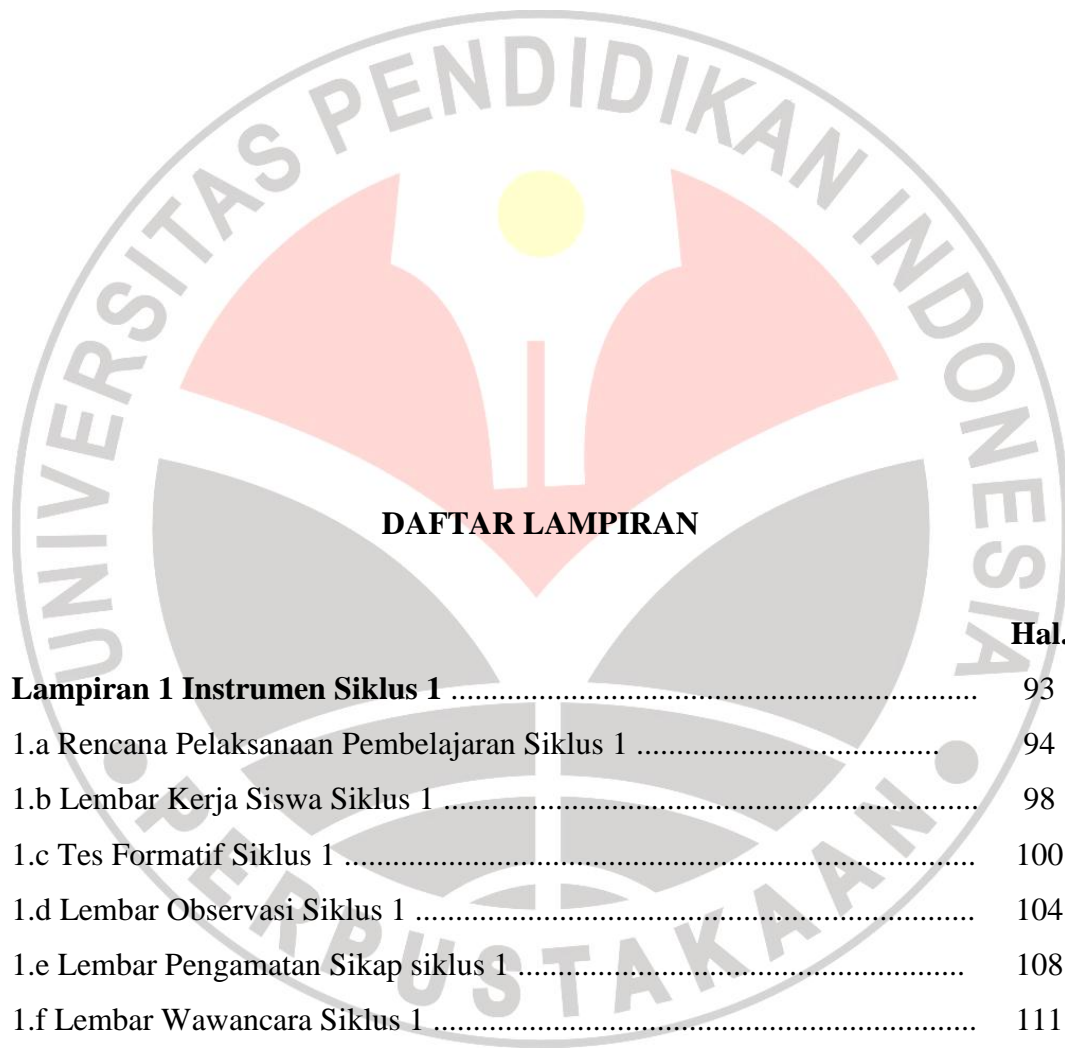 UNIVERSITAS PENDIDIKAN INDONESIA
DAFTAR LAMPIRAN
Hal.
Lampiran 1 Instrumen Siklus 1 .................................................................. 93
1.a Rencana Pelaksanaan Pembelajaran Siklus 1 ...................................... 94
1.b Lembar Kerja Siswa Siklus 1 ................................................................... 98
1.c Tes Formatif Siklus 1 ............................................................................... 100
1.d Lembar Observasi Siklus 1 ...................................................................... 104
1.e Lembar Pengamatan Sikap siklus 1 ........................................................ 108
1.f Lembar Wawancara Siklus 1 .................................................................... 111
PERPUSTAKAAN